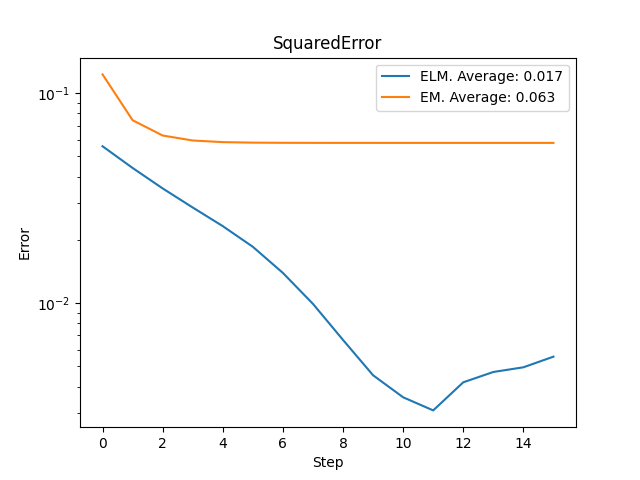 SquaredError
ELM. Average: 0.017
EM. Average: 0.063
10⁻¹
10⁻²
Error
0 2 4 6 8 10 12 14
Step